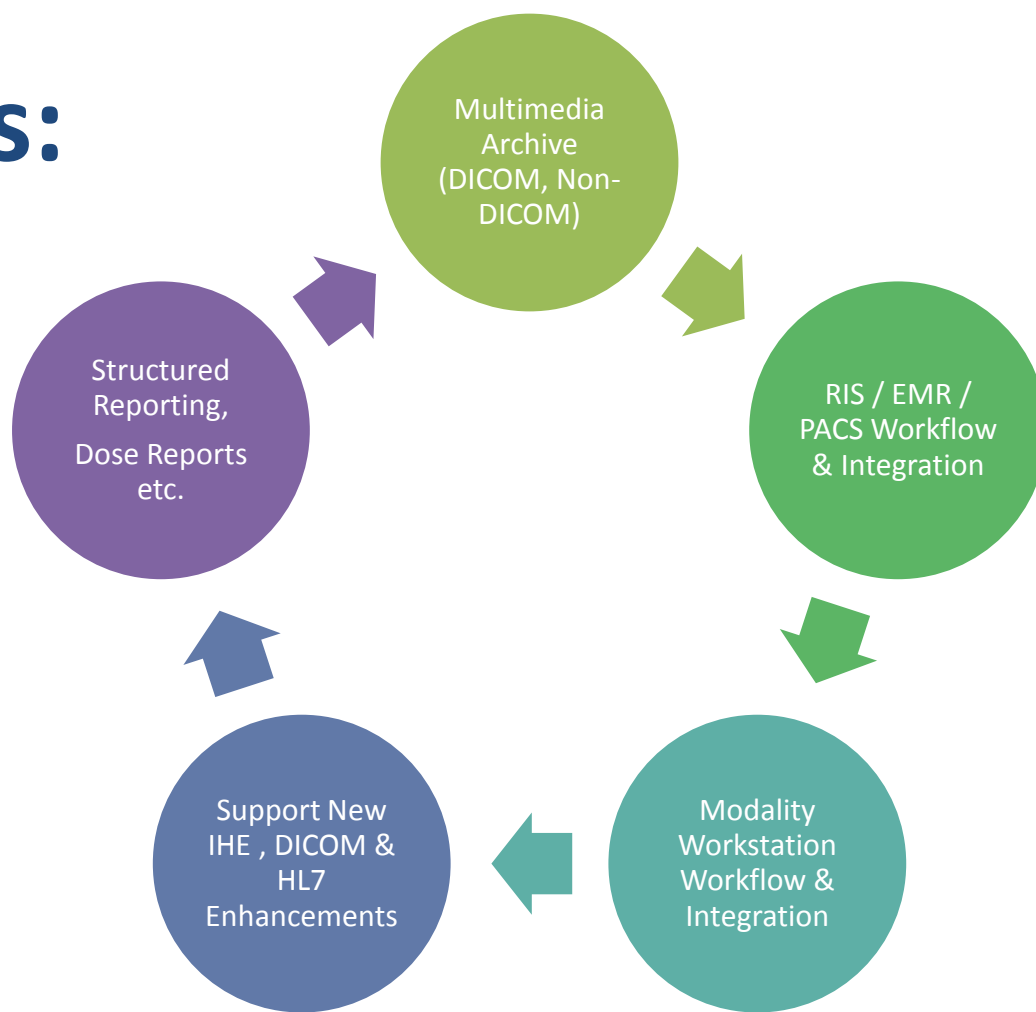 s:
Multimedia
Archive
(DICOM, Non-
DICOM)
RIS / EMR /
PACS Workflow
& Integration
Modality
Workstation
Workflow &
Integration
Support New
IHE , DICOM &
HL7
Enhancements
Structured
Reporting,
Dose Reports
etc.